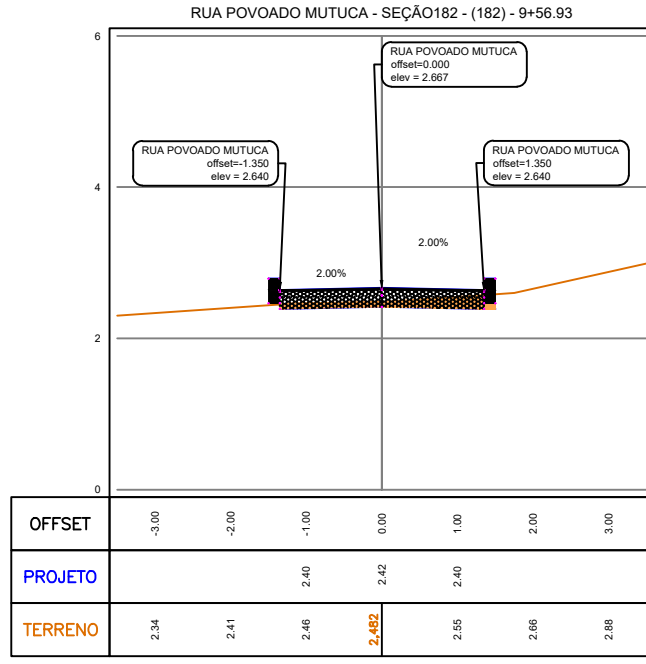 RUA POVOADO MUTUCA - SEÇÃO182 - (182) - 9+56.93
6
RUA POVOADO MUTUCA
offset=0.000
elev = 2.667
RUA POVOADO MUTUCA
offset=-1.350
elev = 2.640
RUA POVOADO MUTUCA
offset=1.350
elev = 2.640
4
2.00%
2.00%
2
0
OFFSET -3.00 -2.00 -1.00 0.00 1.00 2.00 3.00
PROJETO 2.40 2.42 2.40
TERRENO 2.34 2.41 2.46 2,482 2.55 2.66 2.88